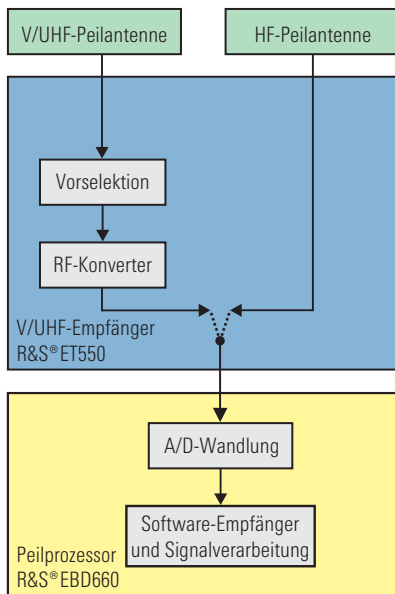 V/UHF-Peilantenne
HF-Peilantenne
Vorselektion
RF-Konverter
V/UHF-Empfänger
R&S®ET550
A/D-Wandlung
Software-Empfänger
und Signalverarbeitung
Peilprozessor
R&S®EBD660